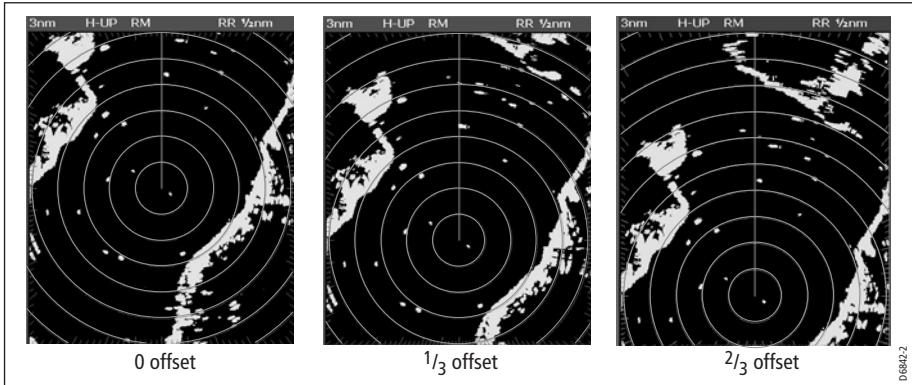 3nm H-UP RM RR ½nm
3nm H-UP RM RR ½nm
3nm H-UP RM RR ½nm
0 offset
1/3 offset
2/3 offset
D6842-2